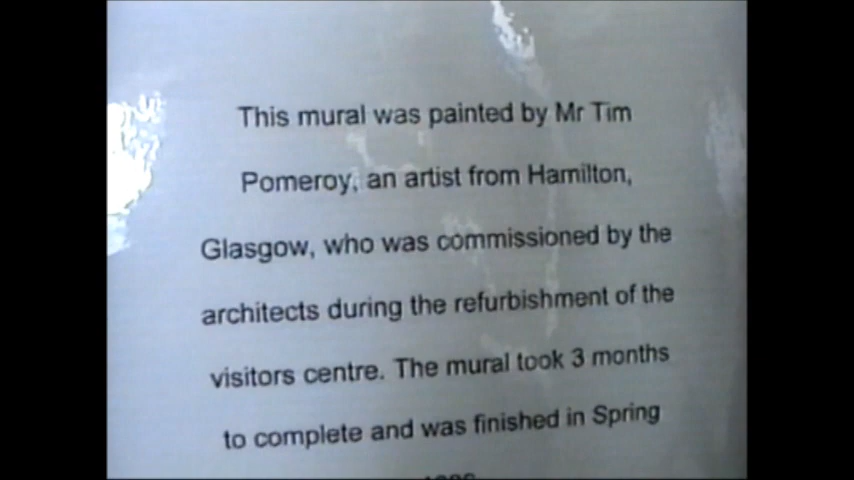 This mural was painted by Mr Tim
Pomeroy, an artist from Hamilton,
Glasgow, who was commissioned by the
architects during the refurbishment of the
visitors centre. The mural took 3 months
to complete and was finished in Spring